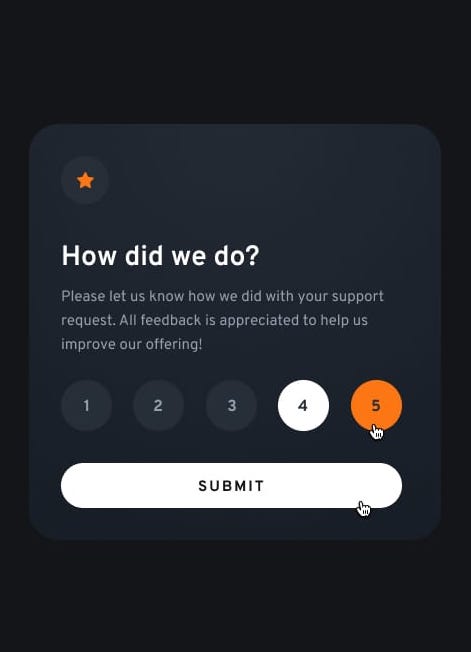 How did we do?
Please let us know how we did with your support
request. All feedback is appreciated to help us
improve our offering!
1 2 3 4 5
SUBMIT